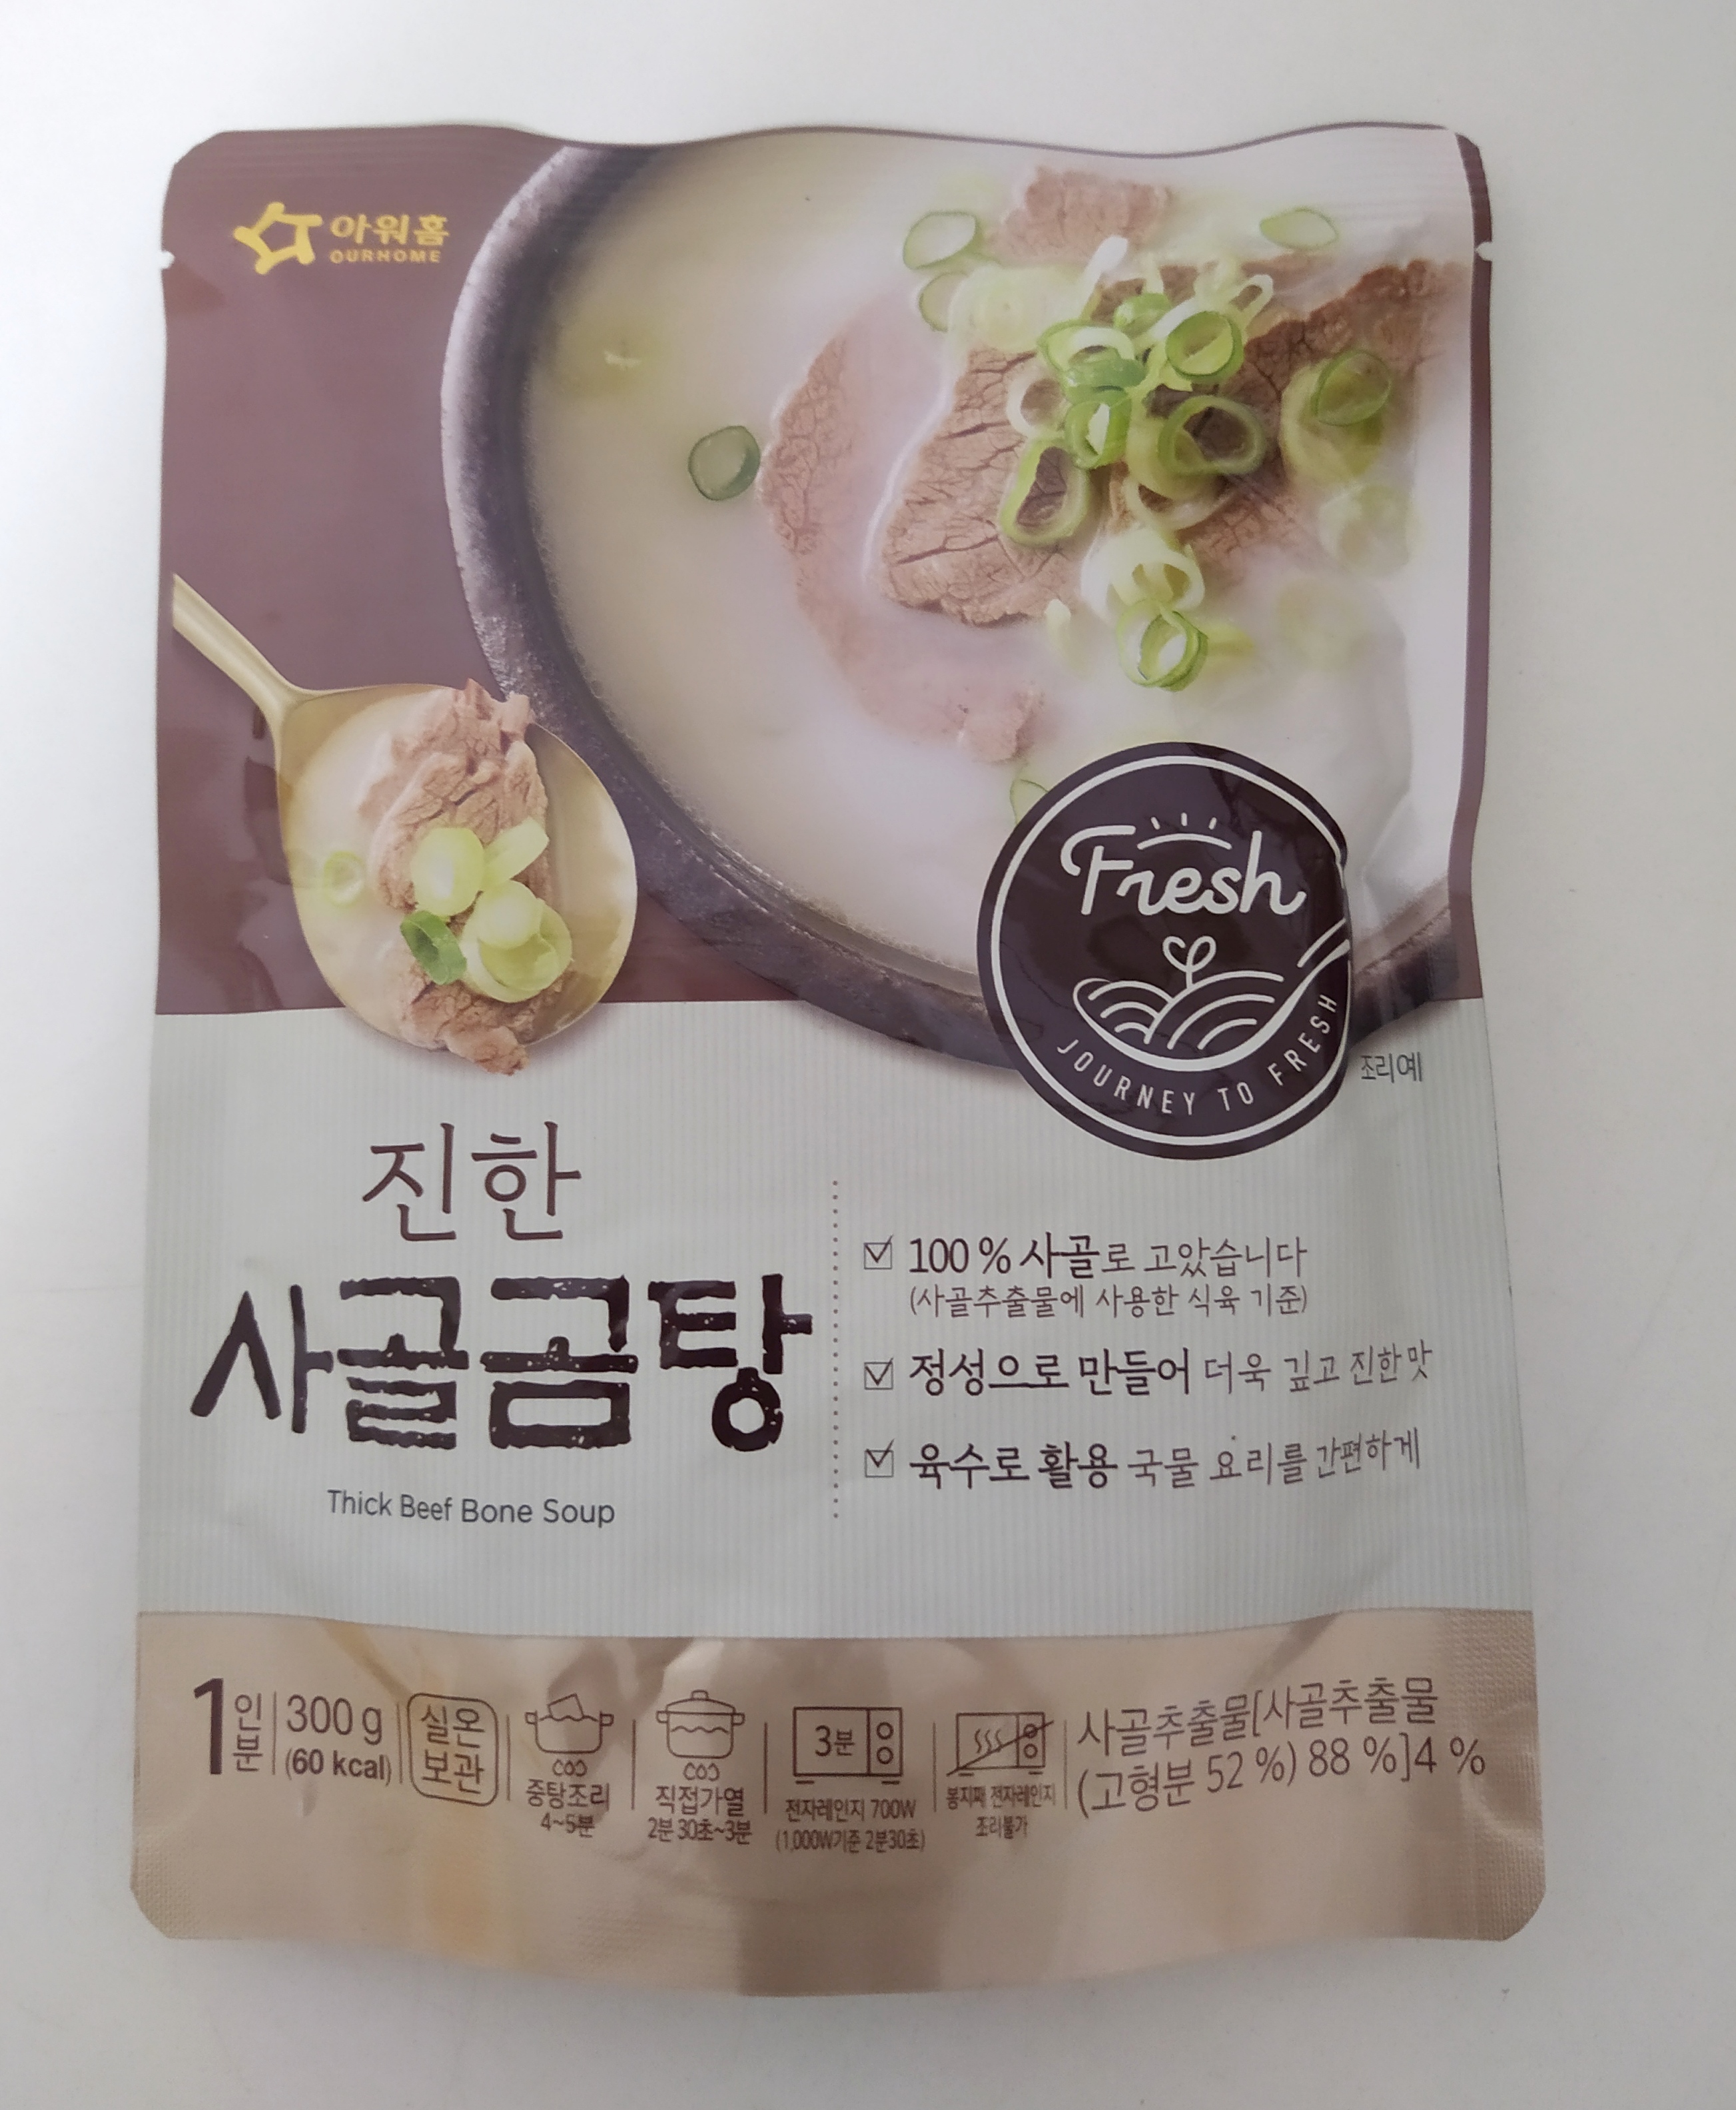 아워홈
OURHOME
Fresh
JOURNEY TO FRESH
조리예
진한
사골곰탕
Thick Beef Bone Soup
100 % 사골로 고았습니다
(사골추출물에 사용한 식육 기준)
정성으로 만들어 더욱 깊고 진한 맛
육수로 활용 국물 요리를 간편하게
1인분
300 g
(60 kcal)
실온
보관
중탕조리
4~5분
직접가열
2분 30초~3분
3분
전자레인지 700W
(1,000W기준 2분30초)
봉지째 전자레인지
조리불가
사골추출물[사골추출물
(고형분 52 %) 88 %]4 %